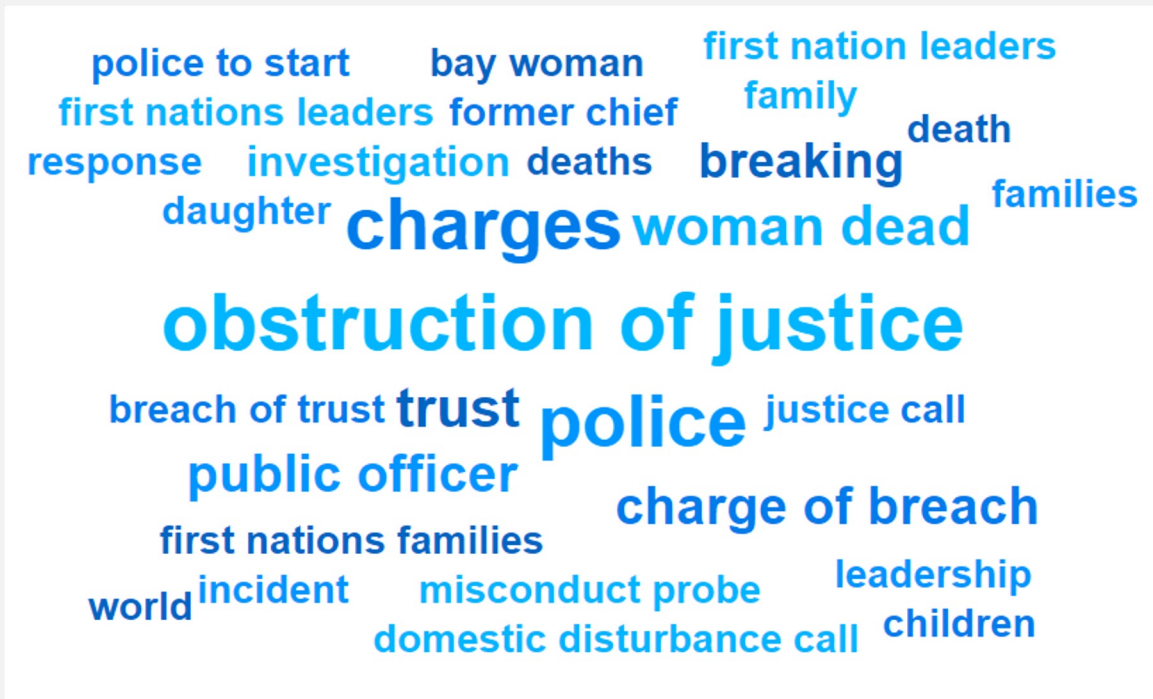 first nation leaders
police to start
bay woman
family
first nations leaders
former chief
death
response
investigation
deaths
breaking
families
daughter
charges
woman dead
obstruction of justice
breach of trust
trust
police
justice call
public officer
charge of breach
first nations families
leadership
world
incident
misconduct probe
children
domestic disturbance call